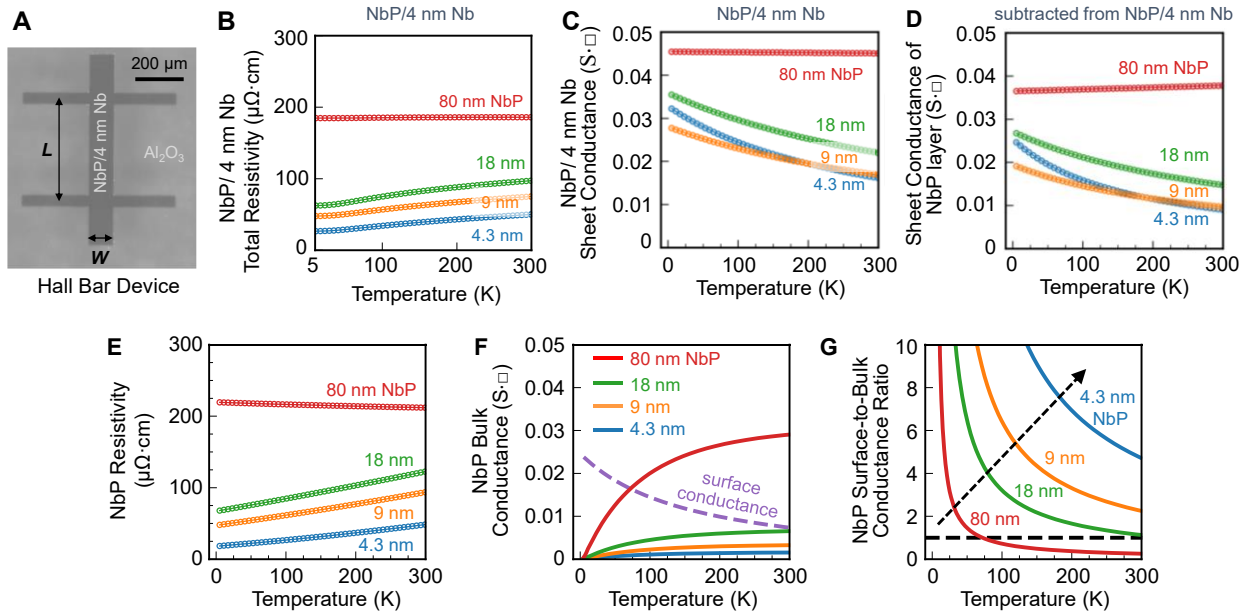 A
200 μm
L
NbP/4 nm Nb
Al₂O₃
W
Hall Bar Device
B
NbP/4 nm Nb
NbP/ 4 nm Nb
Total Resistivity (μΩ·cm)
300
200
100
0
80 nm NbP
18 nm
9 nm
4.3 nm
5
100
200
300
Temperature (K)
C
NbP/4 nm Nb
NbP/ 4 nm Nb
Sheet Conductance (S·□)
0.05
0.04
0.03
0.02
0.01
0
80 nm NbP
18 nm
9 nm
4.3 nm
0
100
200
300
Temperature (K)
D
subtracted from NbP/4 nm Nb
Sheet Conductance of
NbP layer (S·□)
0.05
0.04
0.03
0.02
0.01
0
80 nm NbP
18 nm
9 nm
4.3 nm
0
100
200
300
Temperature (K)
E
NbP Resistivity
(μΩ·cm)
300
200
100
0
80 nm NbP
18 nm
9 nm
4.3 nm
0
100
200
300
Temperature (K)
F
NbP Bulk
Conductance (S·□)
0.05
0.04
0.03
0.02
0.01
0
80 nm NbP
18 nm
9 nm
4.3 nm
surface
conductance
0
100
200
300
Temperature (K)
G
NbP Surface-to-Bulk
Conductance Ratio
10
8
6
4
2
0
4.3 nm
NbP
9 nm
18 nm
80 nm
0
100
200
300
Temperature (K)